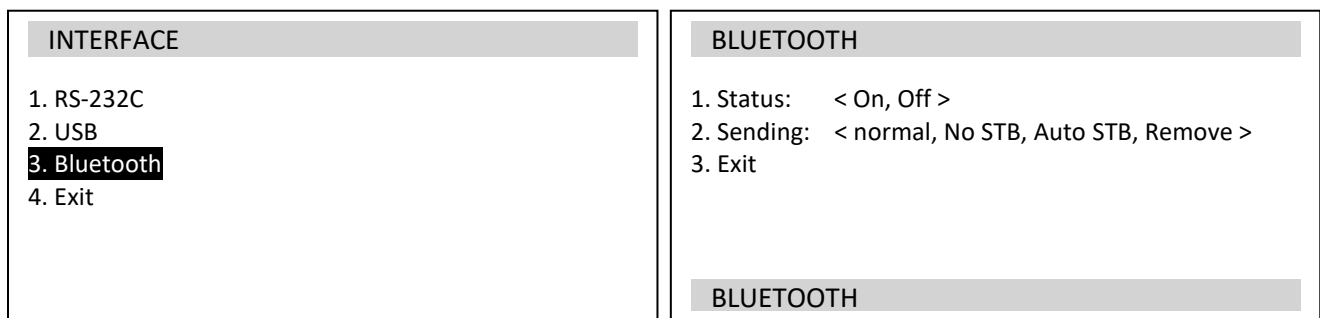 INTERFACE
1. RS-232C
2. USB
3. Bluetooth
4. Exit
BLUETOOTH
1. Status: < On, Off >
2. Sending: < normal, No STB, Auto STB, Remove >
3. Exit
BLUETOOTH